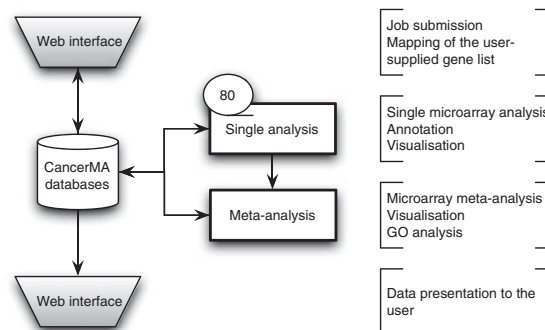 Web interface
Job submission
Mapping of the user-
supplied gene list
80
Single analysis
Single microarray analysis
Annotation
Visualisation
CancerMA
databases
Meta-analysis
Microarray meta-analysis
Visualisation
GO analysis
Web interface
Data presentation to the
user